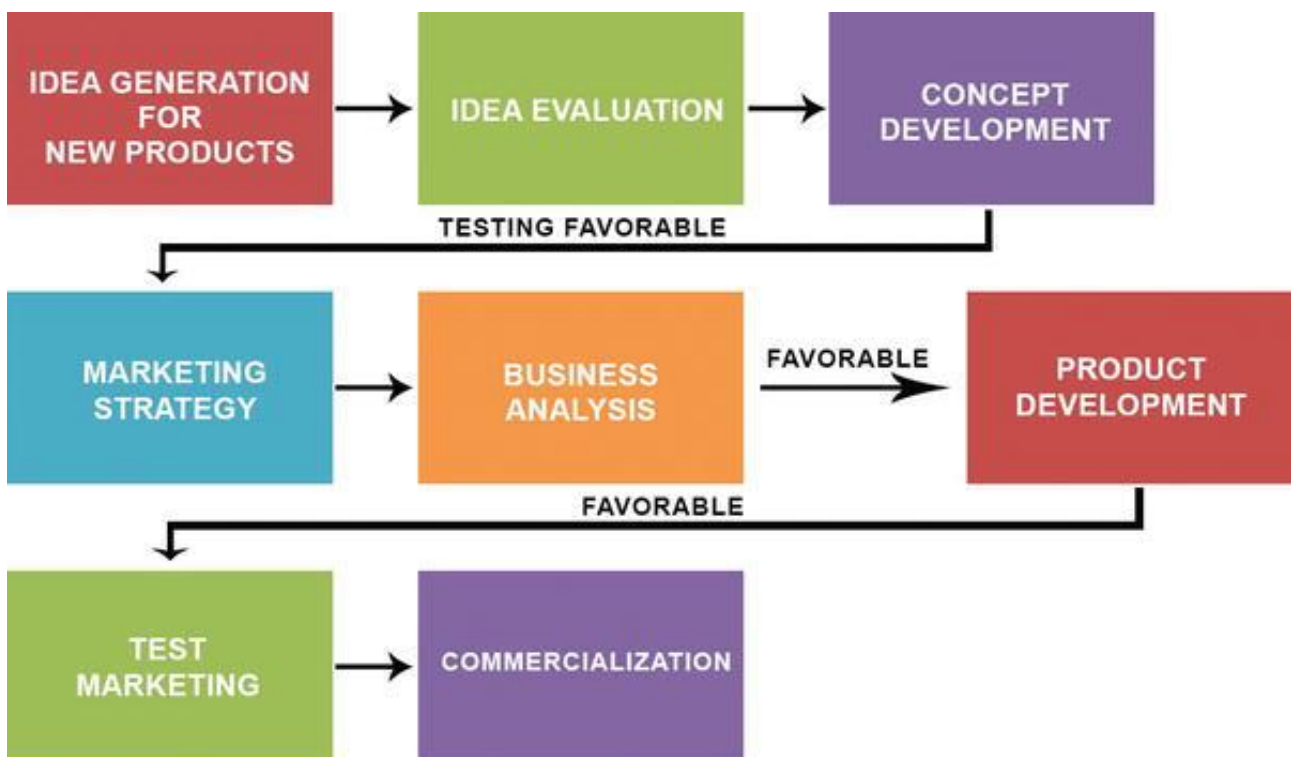 IDEA GENERATION
FOR
NEW PRODUCTS
IDEA EVALUATION
CONCEPT
DEVELOPMENT
TESTING FAVORABLE
MARKETING
STRATEGY
BUSINESS
ANALYSIS
FAVORABLE
PRODUCT
DEVELOPMENT
FAVORABLE
TEST
MARKETING
COMMERCIALIZATION